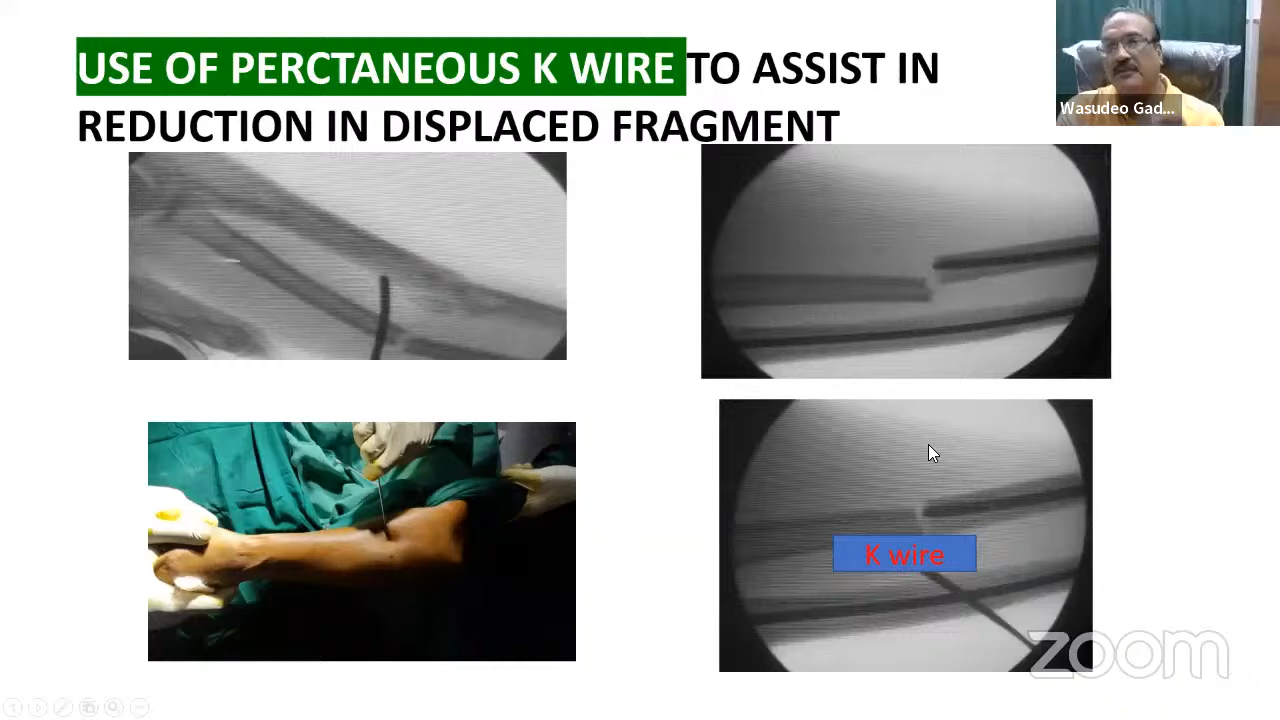 USE OF PERCTANEOUS K WIRE TO ASSIST IN
REDUCTION IN DISPLACED FRAGMENT
Wasudeo Gad...
K wire
zoom